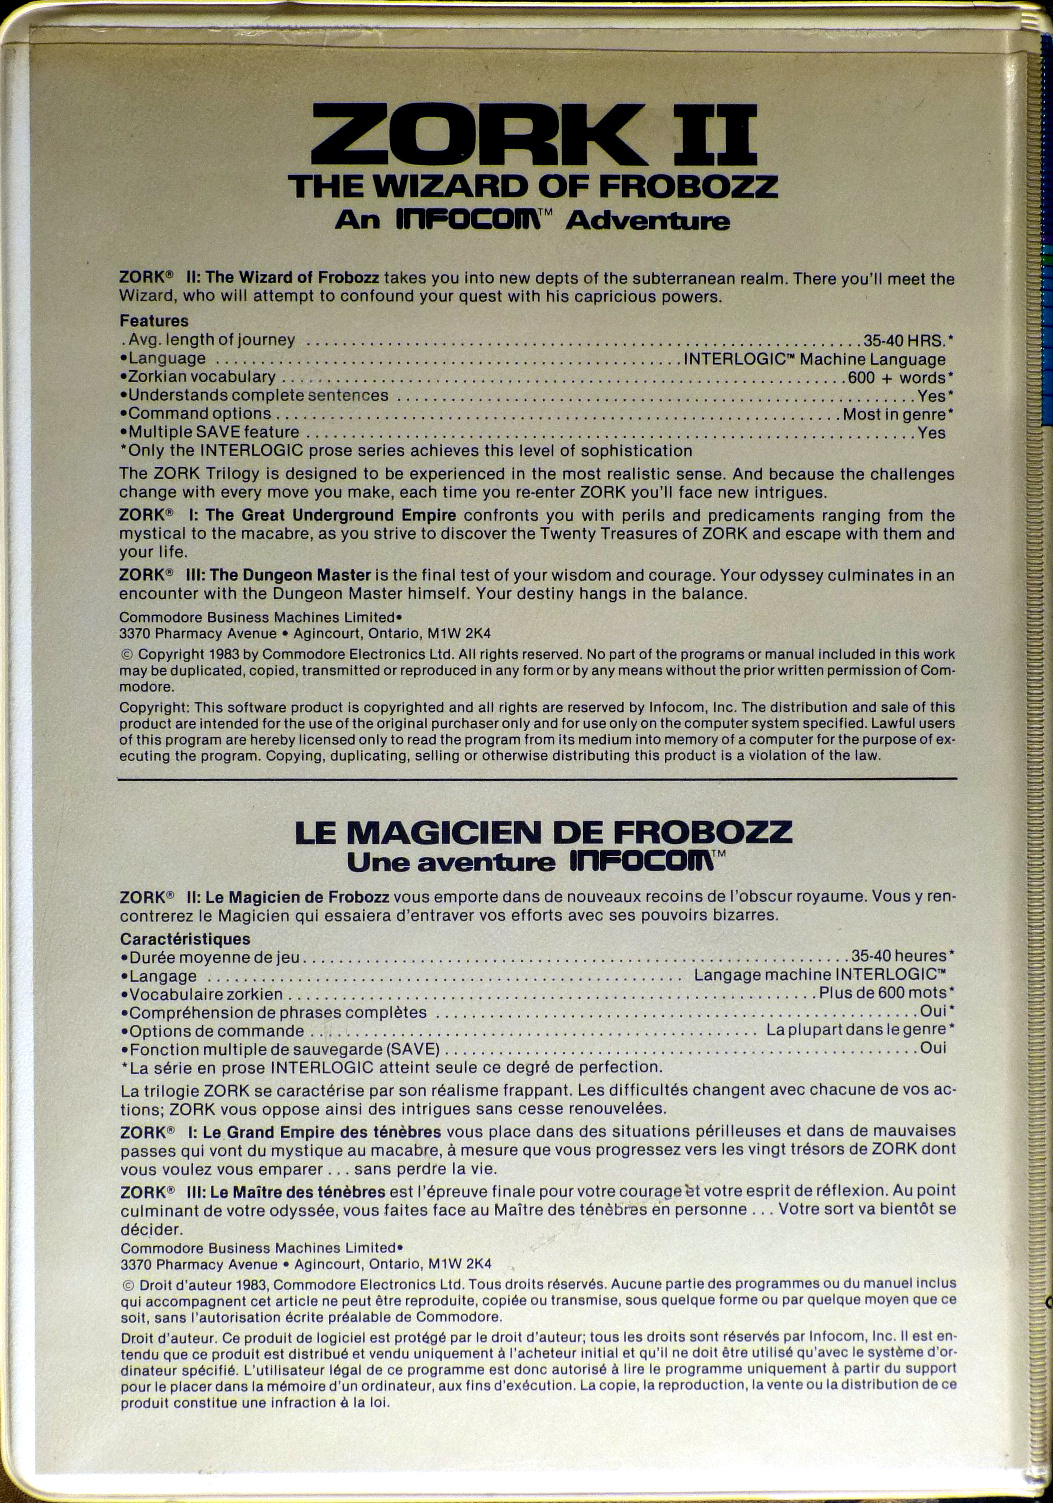 ZORK II
THE WIZARD OF FROBOZZ
An INFOCOM™ Adventure
ZORK® II: The Wizard of Frobozz takes you into new depts of the subterranean realm. There you'll meet the
Wizard, who will attempt to confound your quest with his capricious powers.
Features
. Avg. length of journey ............................................................. 35-40 HRS.*
•Language .................................................... INTERLOGIC™ Machine Language
•Zorkian vocabulary ............................................................. 600 + words*
•Understands complete sentences ......................................................... Yes*
•Command options .............................................................. Most in genre*
•Multiple SAVE feature ................................................................... Yes
*Only the INTERLOGIC prose series achieves this level of sophistication
The ZORK Trilogy is designed to be experienced in the most realistic sense. And because the challenges
change with every move you make, each time you re-enter ZORK you'll face new intrigues.
ZORK® I: The Great Underground Empire confronts you with perils and predicaments ranging from the
mystical to the macabre, as you strive to discover the Twenty Treasures of ZORK and escape with them and
your life.
ZORK® III: The Dungeon Master is the final test of your wisdom and courage. Your odyssey culminates in an
encounter with the Dungeon Master himself. Your destiny hangs in the balance.
Commodore Business Machines Limited•
3370 Pharmacy Avenue • Agincourt, Ontario, M1W 2K4
© Copyright 1983 by Commodore Electronics Ltd. All rights reserved. No part of the programs or manual included in this work
may be duplicated, copied, transmitted or reproduced in any form or by any means without the prior written permission of Com-
modore.
Copyright: This software product is copyrighted and all rights are reserved by Infocom, Inc. The distribution and sale of this
product are intended for the use of the original purchaser only and for use only on the computer system specified. Lawful users
of this program are hereby licensed only to read the program from its medium into memory of a computer for the purpose of ex-
ecuting the program. Copying, duplicating, selling or otherwise distributing this product is a violation of the law.
LE MAGICIEN DE FROBOZZ
Une aventure INFOCOM™
ZORK® II: Le Magicien de Frobozz vous emporte dans de nouveaux recoins de l'obscur royaume. Vous y ren-
contrerez le Magicien qui essaiera d'entraver vos efforts avec ses pouvoirs bizarres.
Caractéristiques
•Durée moyenne de jeu ............................................................ 35-40 heures*
•Langage ..................................................... Langage machine INTERLOGIC™
•Vocabulaire zorkien .......................................................... Plus de 600 mots*
•Compréhension de phrases complètes ..................................................... Oui*
•Options de commande ................................................. La plupart dans le genre*
•Fonction multiple de sauvegarde (SAVE) .................................................... Oui
*La série en prose INTERLOGIC atteint seule ce degré de perfection.
La trilogie ZORK se caractérise par son réalisme frappant. Les difficultés changent avec chacune de vos ac-
tions; ZORK vous oppose ainsi des intrigues sans cesse renouvelées.
ZORK® I: Le Grand Empire des ténèbres vous place dans des situations périlleuses et dans de mauvaises
passes qui vont du mystique au macabre, à mesure que vous progressez vers les vingt trésors de ZORK dont
vous voulez vous emparer . . . sans perdre la vie.
ZORK® III: Le Maître des ténèbres est l'épreuve finale pour votre courage et votre esprit de réflexion. Au point
culminant de votre odyssée, vous faites face au Maître des ténèbres en personne . . . Votre sort va bientôt se
décider.
Commodore Business Machines Limited•
3370 Pharmacy Avenue • Agincourt, Ontario, M1W 2K4
© Droit d'auteur 1983, Commodore Electronics Ltd. Tous droits réservés. Aucune partie des programmes ou du manuel inclus
qui accompagnent cet article ne peut être reproduite, copiée ou transmise, sous quelque forme ou par quelque moyen que ce
soit, sans l'autorisation écrite préalable de Commodore.
Droit d'auteur. Ce produit de logiciel est protégé par le droit d'auteur; tous les droits sont réservés par Infocom, Inc. Il est en-
tendu que ce produit est distribué et vendu uniquement à l'acheteur initial et qu'il ne doit être utilisé qu'avec le système d'or-
dinateur spécifié. L'utilisateur légal de ce programme est donc autorisé à lire le programme uniquement à partir du support
pour le placer dans la mémoire d'un ordinateur, aux fins d'exécution. La copie, la reproduction, la vente ou la distribution de ce
produit constitue une infraction à la loi.